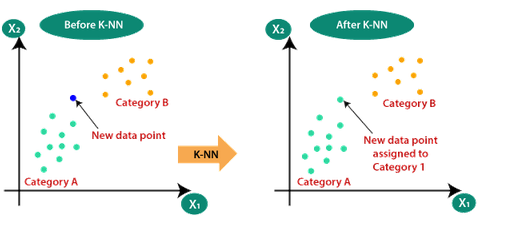 Before K-NN
X₂
Category B
New data point
Category A
X₁
K-NN
After K-NN
X₂
Category B
New data point
assigned to
Category 1
Category A
X₁